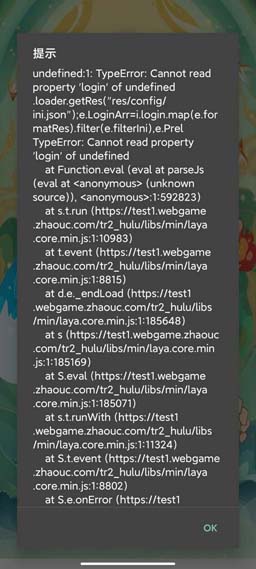 提示
undefined:1: TypeError: Cannot read
property 'login' of undefined
.loader.getRes("res/config/
ini.json");e.LoginArr=i.login.map(e.for
matRes).filter(e.filterIni),e.Prel
TypeError: Cannot read property
'login' of undefined
at Function.eval (eval at parseJs
(eval at <anonymous> (unknown
source)), <anonymous>:1:592823)
at s.t.run (https://test1.webgame
.zhaouc.com/tr2_hulu/libs/min/laya
.core.min.js:1:10983)
at t.event (https://test1.webgame
.zhaouc.com/tr2_hulu/libs/min/laya
.core.min.js:1:8815)
at d.e._endLoad (https://test1
.webgame.zhaouc.com/tr2_hulu/libs
/min/laya.core.min.js:1:185648)
at s (https://test1.webgame.zhaouc
.com/tr2_hulu/libs/min/laya.core.min
.js:1:185169)
at S.eval (https://test1.webgame
.zhaouc.com/tr2_hulu/libs/min/laya
.core.min.js:1:185071)
at s.t.runWith (https://test1
.webgame.zhaouc.com/tr2_hulu/libs
/min/laya.core.min.js:1:11324)
at S.t.event (https://test1.webgame
.zhaouc.com/tr2_hulu/libs/min/laya
.core.min.js:1:8802)
at S.e.onError (https://test1
OK